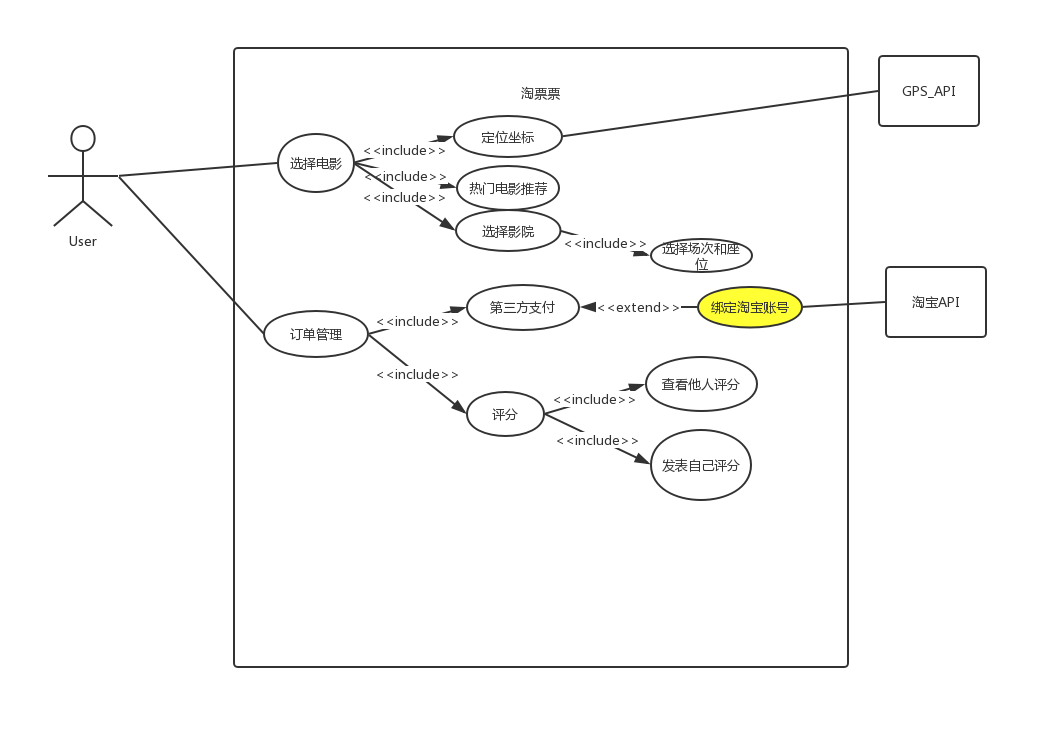 淘票票
GPS_API
定位坐标
<<include>>
选择电影
<<include>>
热门电影推荐
<<include>>
选择影院
User
<<include>>
选择场次和座
位
淘宝API
第三方支付
<<extend>>
绑定淘宝账号
<<include>>
订单管理
<<include>>
查看他人评分
<<include>>
评分
<<include>>
发表自己评分